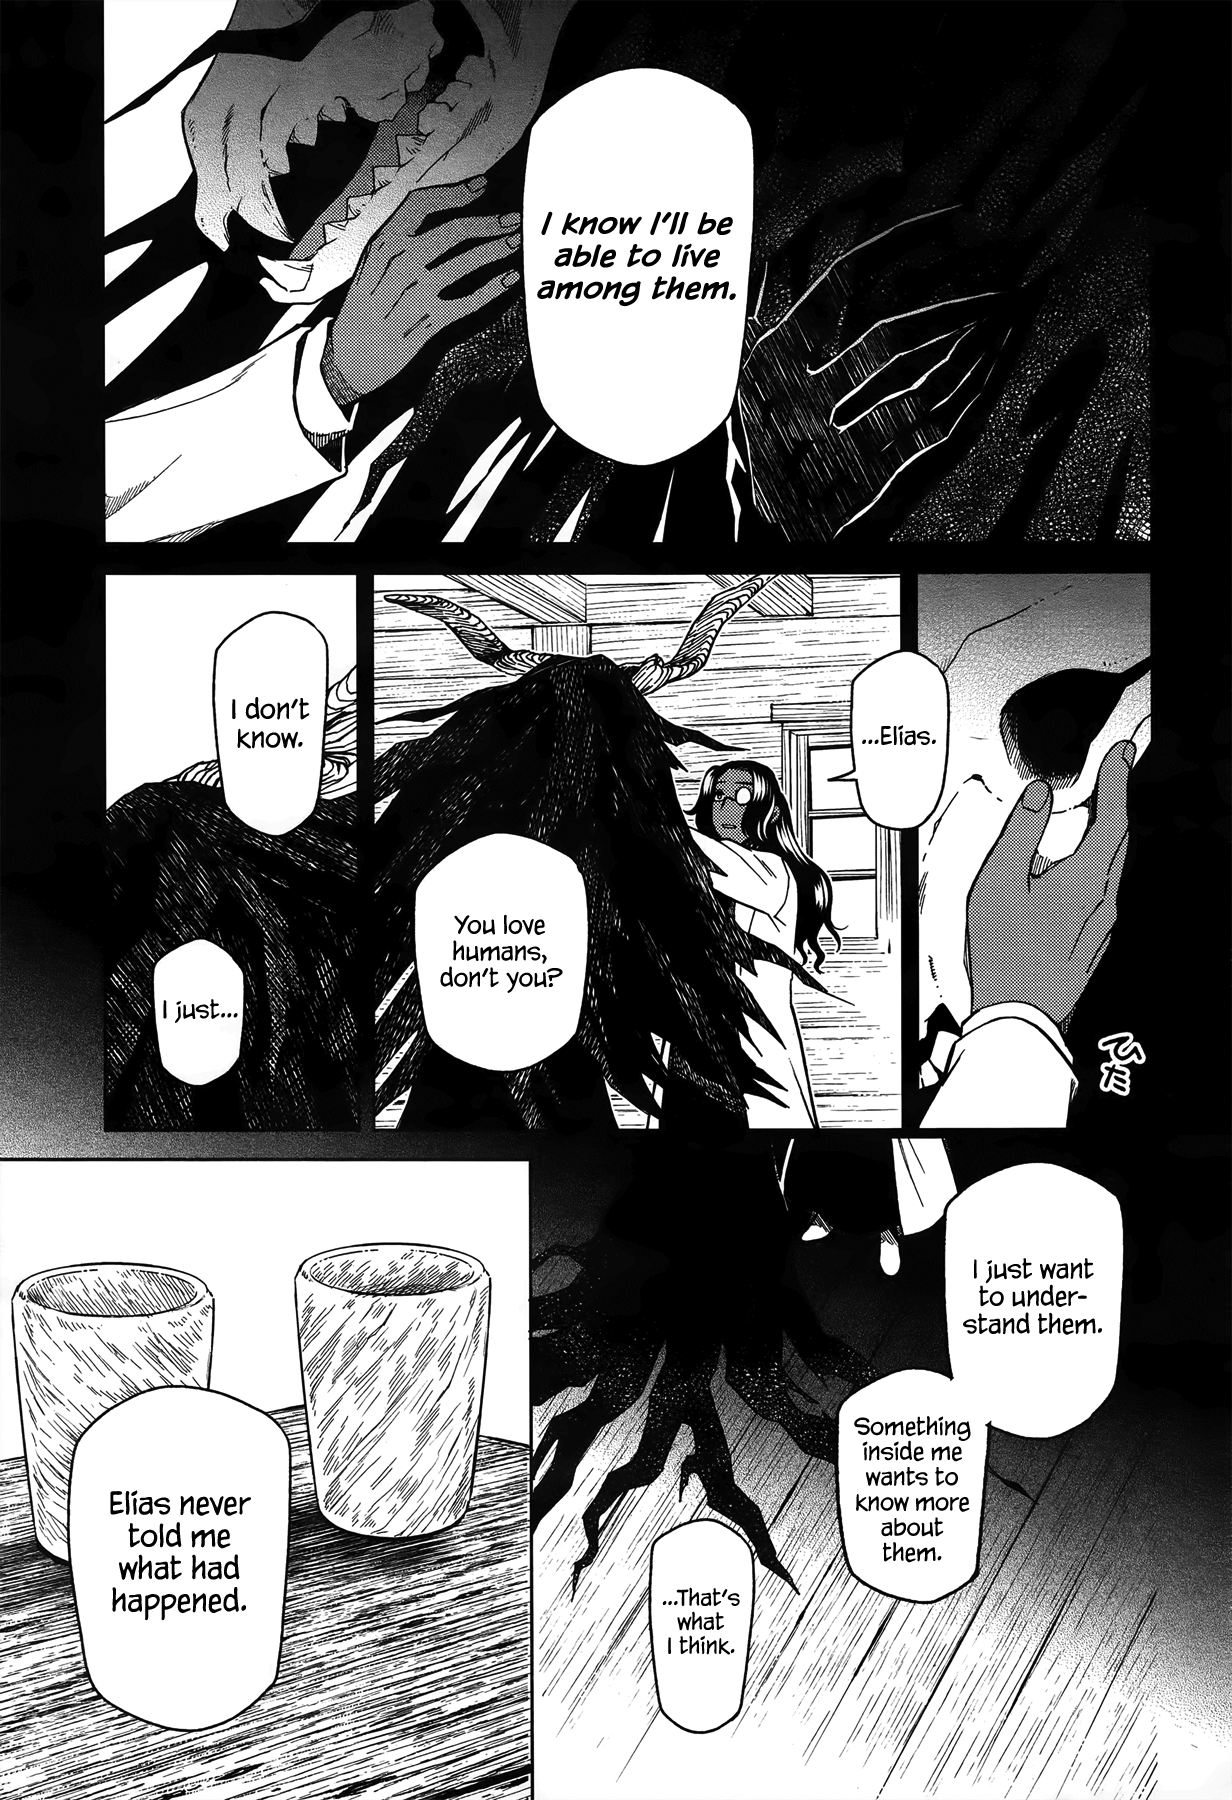 I know I'll be
able to live
among them.
...Elias.
ひた
You love
humans,
don't you?
I don't
know.
I just...
I just want
to under-
stand them.
Something
inside me
wants to
know more
about
them.
...That's
what
I think.
Elias never
told me
what had
happened.